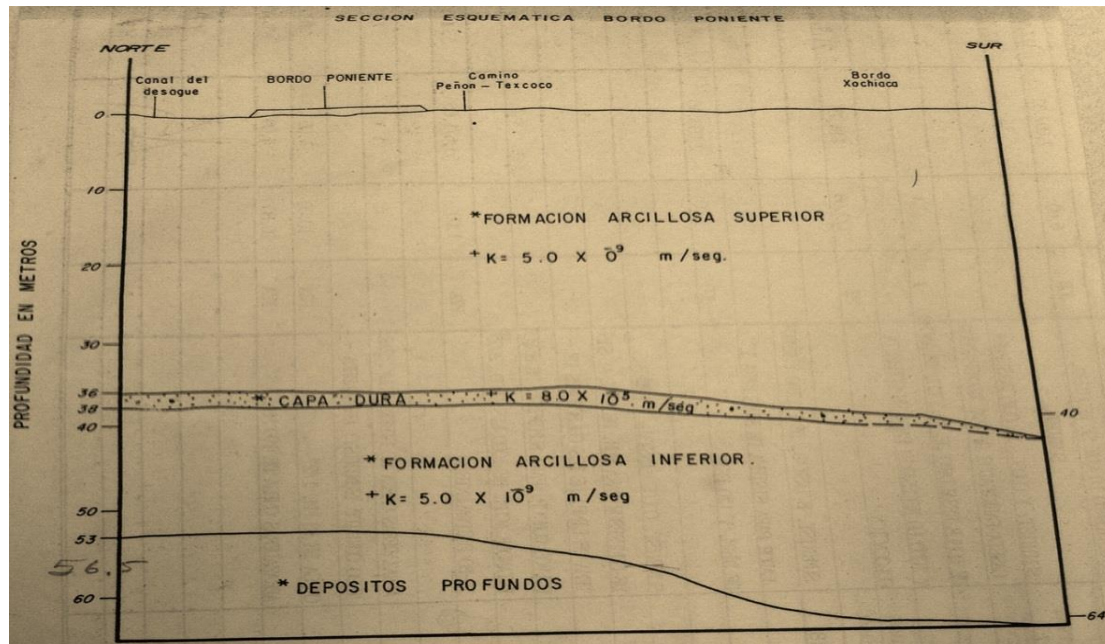 SECCION ESQUEMATICA BORDO PONIENTE
NORTE
SUR
Canal del
desague
BORDO PONIENTE
Camino
Peñon - Texcoco
Bordo
Xochiaca
PROFUNDIDAD EN METROS
0
10
20
30
36
38
40
50
53
56.5
60
*FORMACION ARCILLOSA SUPERIOR
+K= 5.0 X 0̄⁹ m/seg.
* CAPA DURA + K = 8.0 X 10̄⁵ m/seg
40
* FORMACION ARCILLOSA INFERIOR.
+K= 5.0 X 10̄⁹ m/seg
* DEPOSITOS PROFUNDOS
64